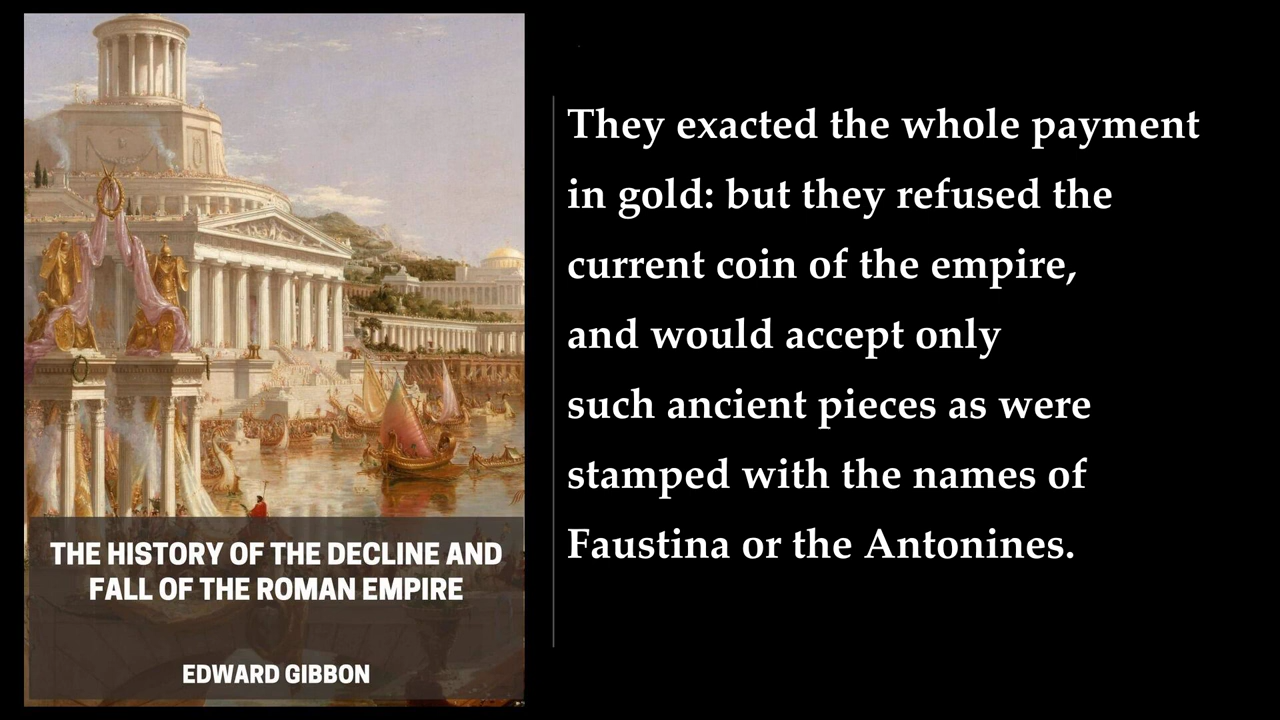 They exacted the whole payment
in gold: but they refused the
current coin of the empire,
and would accept only
such ancient pieces as were
stamped with the names of
Faustina or the Antonines.
THE HISTORY OF THE DECLINE AND
FALL OF THE ROMAN EMPIRE
EDWARD GIBBON